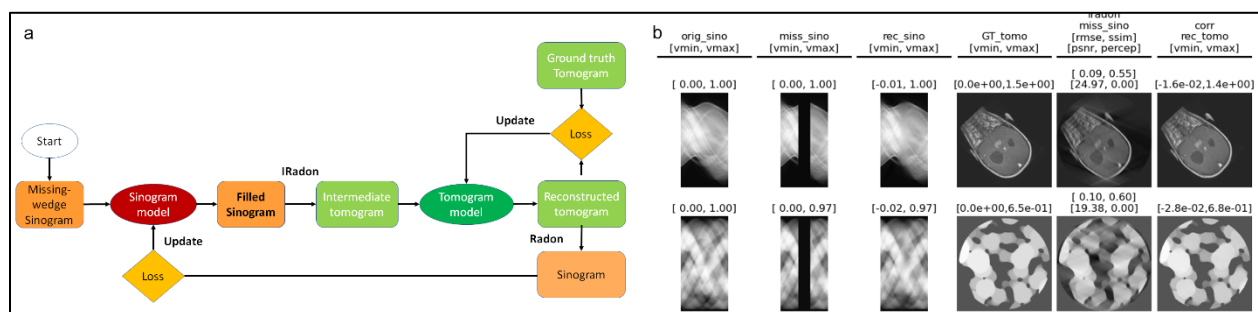 a
Ground truth
Tomogram
Update
Loss
Start
IRadon
Missing-
wedge
Sinogram
Sinogram
model
Filled
Sinogram
Intermediate
tomogram
Tomogram
model
Reconstructed
tomogram
Update
Radon
Loss
Sinogram
b
orig_sino
[vmin, vmax]
miss_sino
[vmin, vmax]
rec_sino
[vmin, vmax]
GT_tomo
[vmin, vmax]
iradon
miss_sino
[rmse, ssim]
[psnr, percep]
corr
rec_tomo
[vmin, vmax]
[ 0.00, 1.00]
[ 0.00, 1.00]
[-0.01, 1.00]
[0.0e+00,1.5e+00]
[ 0.09, 0.55]
[24.97, 0.00]
[-1.6e-02,1.4e+00]
[ 0.00, 1.00]
[ 0.00, 0.97]
[-0.02, 0.97]
[0.0e+00,6.5e-01]
[ 0.10, 0.60]
[19.38, 0.00]
[-2.8e-02,6.8e-01]